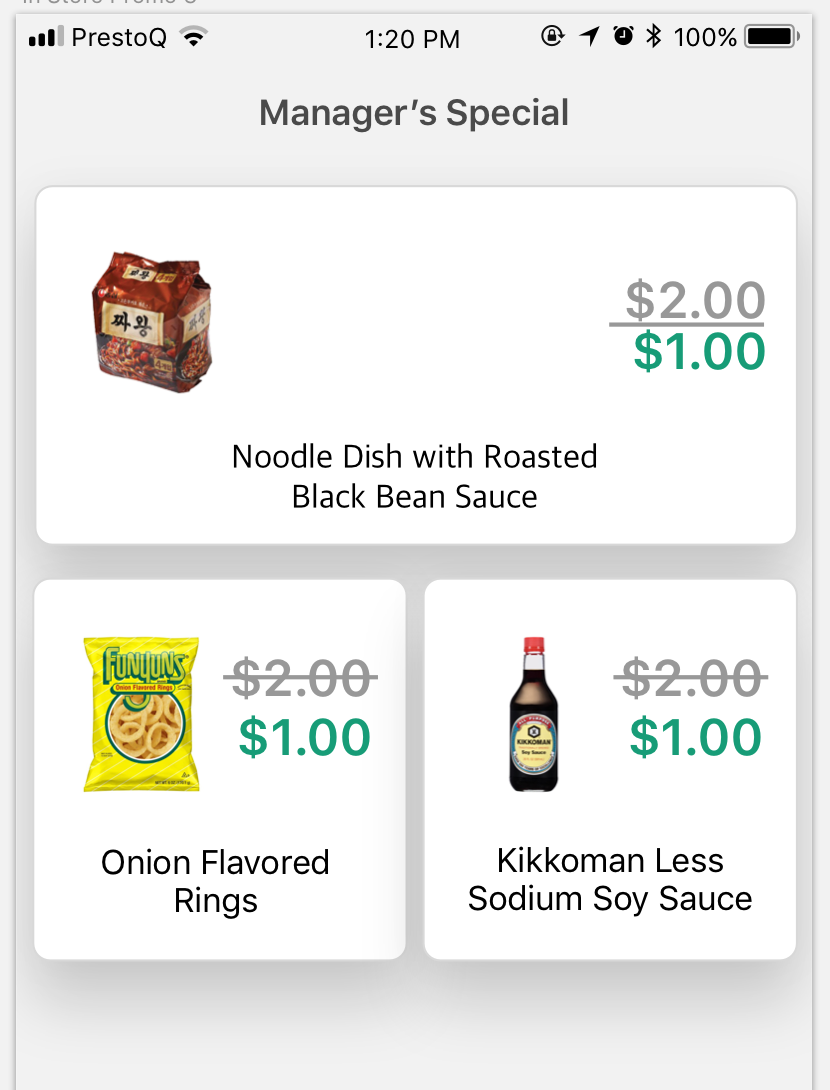 PrestoQ
1:20 PM
100%
Manager’s Special
짜왕
$2.00
$1.00
Noodle Dish with Roasted
Black Bean Sauce
FUNYUNS
Onion Flavored Rings
$2.00
$1.00
Onion Flavored
Rings
KIKKOMAN
Soy Sauce
$2.00
$1.00
Kikkoman Less
Sodium Soy Sauce